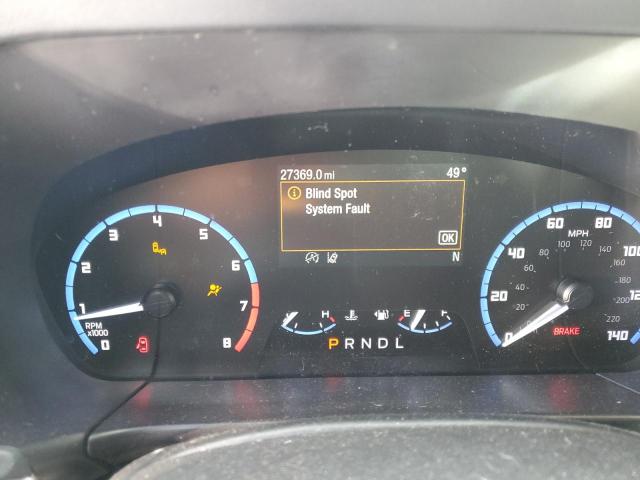 27369.0 mi 49°
Blind Spot
System Fault
OK
N
0 1 2 3 4 5 6 7 8
RPM
x1000
H
E F
PRNDL
0 20 40 60 80 100 120 140
MPH
20 40 60 80 100 120 140 160 180 200 220
BRAKE